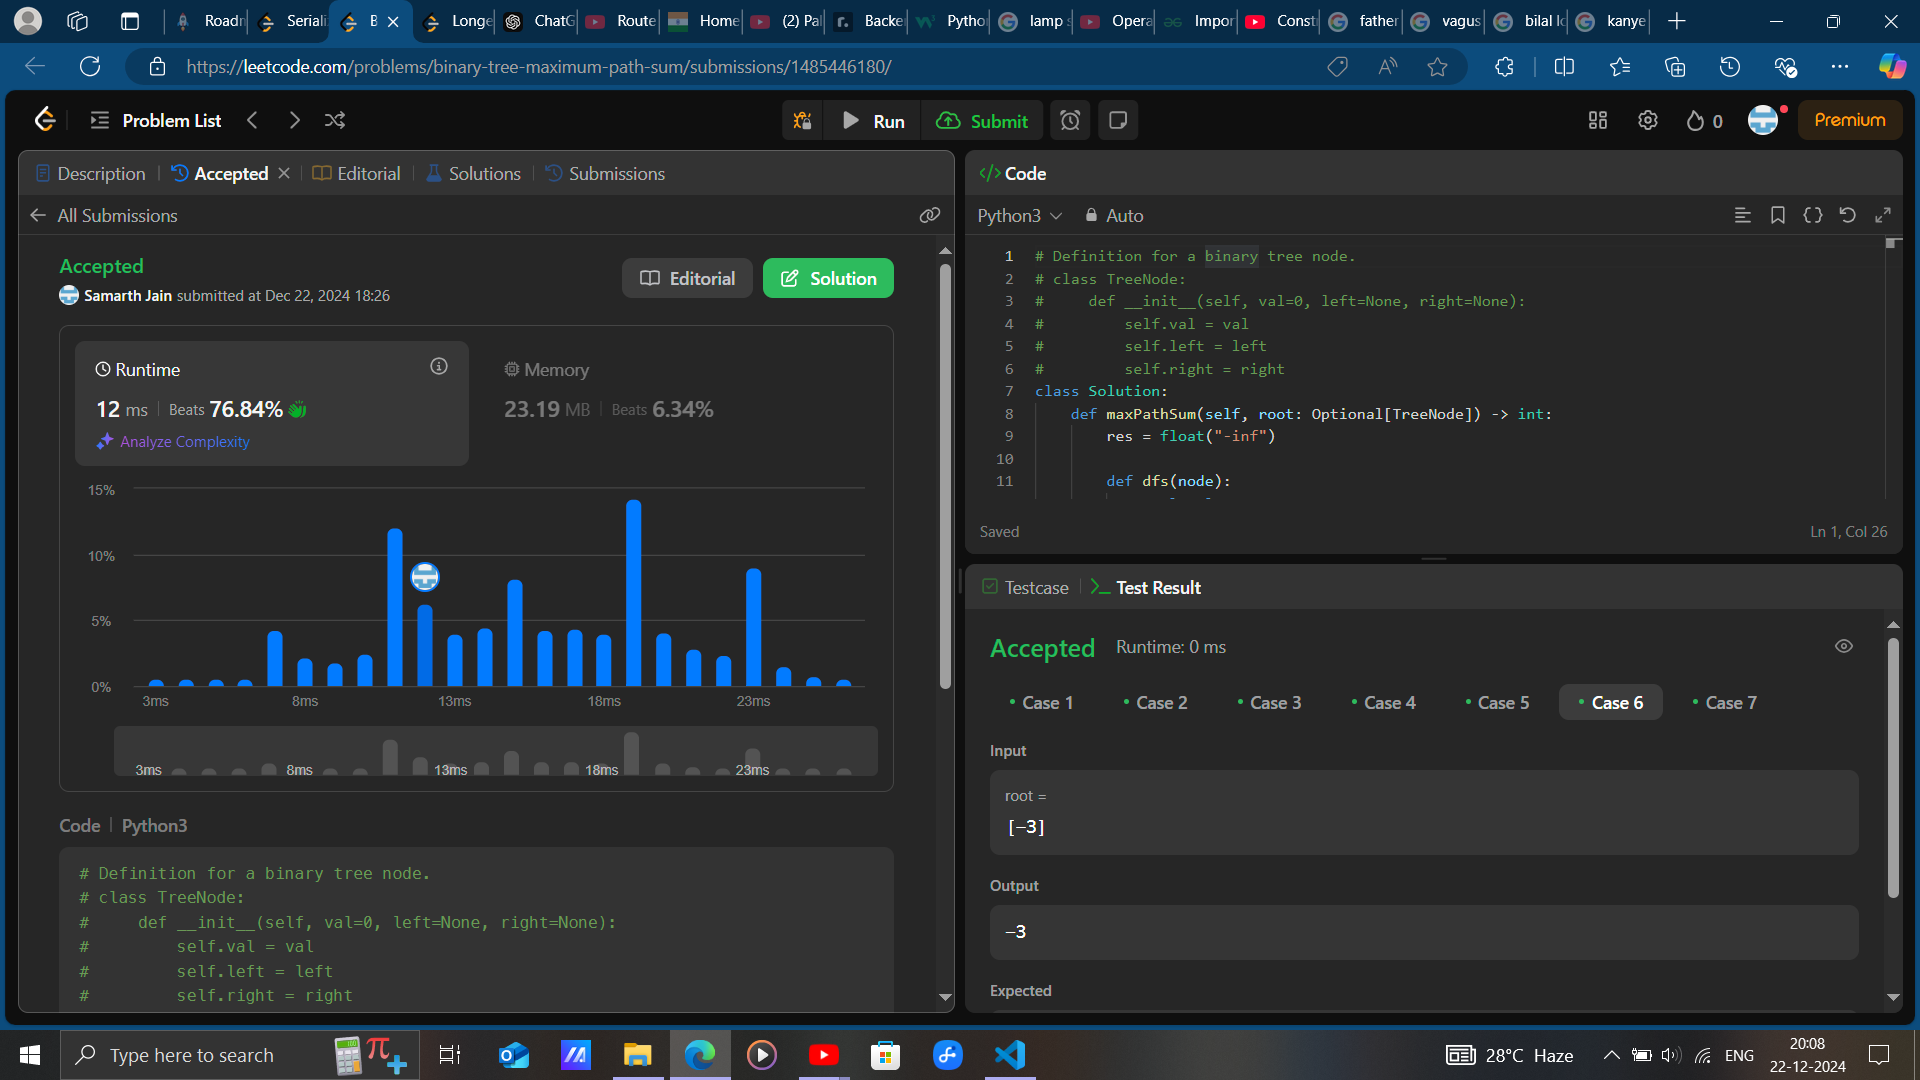 Roadn
Seriali
B
Longe
ChatG
Route
Home
(2) Pal
Backer
Pythor
lamp s
Opera
Impor
Constr
father
vagus
bilal lo
kanye
https://leetcode.com/problems/binary-tree-maximum-path-sum/submissions/1485446180/
Problem List
Run
Submit
0
Premium
Description
Accepted
Editorial
Solutions
Submissions
All Submissions
Accepted
Samarth Jain submitted at Dec 22, 2024 18:26
Editorial
Solution
Runtime
12 ms | Beats 76.84%
Analyze Complexity
Memory
23.19 MB | Beats 6.34%
15%
10%
5%
0%
3ms 8ms 13ms 18ms 23ms
3ms 8ms 13ms 18ms 23ms
Code | Python3
# Definition for a binary tree node.
# class TreeNode:
#     def __init__(self, val=0, left=None, right=None):
#         self.val = val
#         self.left = left
#         self.right = right
</> Code
Python3
Auto
1 # Definition for a binary tree node.
2 # class TreeNode:
3 #     def __init__(self, val=0, left=None, right=None):
4 #         self.val = val
5 #         self.left = left
6 #         self.right = right
7 class Solution:
8     def maxPathSum(self, root: Optional[TreeNode]) -> int:
9         res = float("-inf")
10
11         def dfs(node):
Saved
Ln 1, Col 26
Testcase
Test Result
Accepted
Runtime: 0 ms
Case 1
Case 2
Case 3
Case 4
Case 5
Case 6
Case 7
Input
root =
[-3]
Output
-3
Expected
Type here to search
28°C Haze
ENG
20:08
22-12-2024